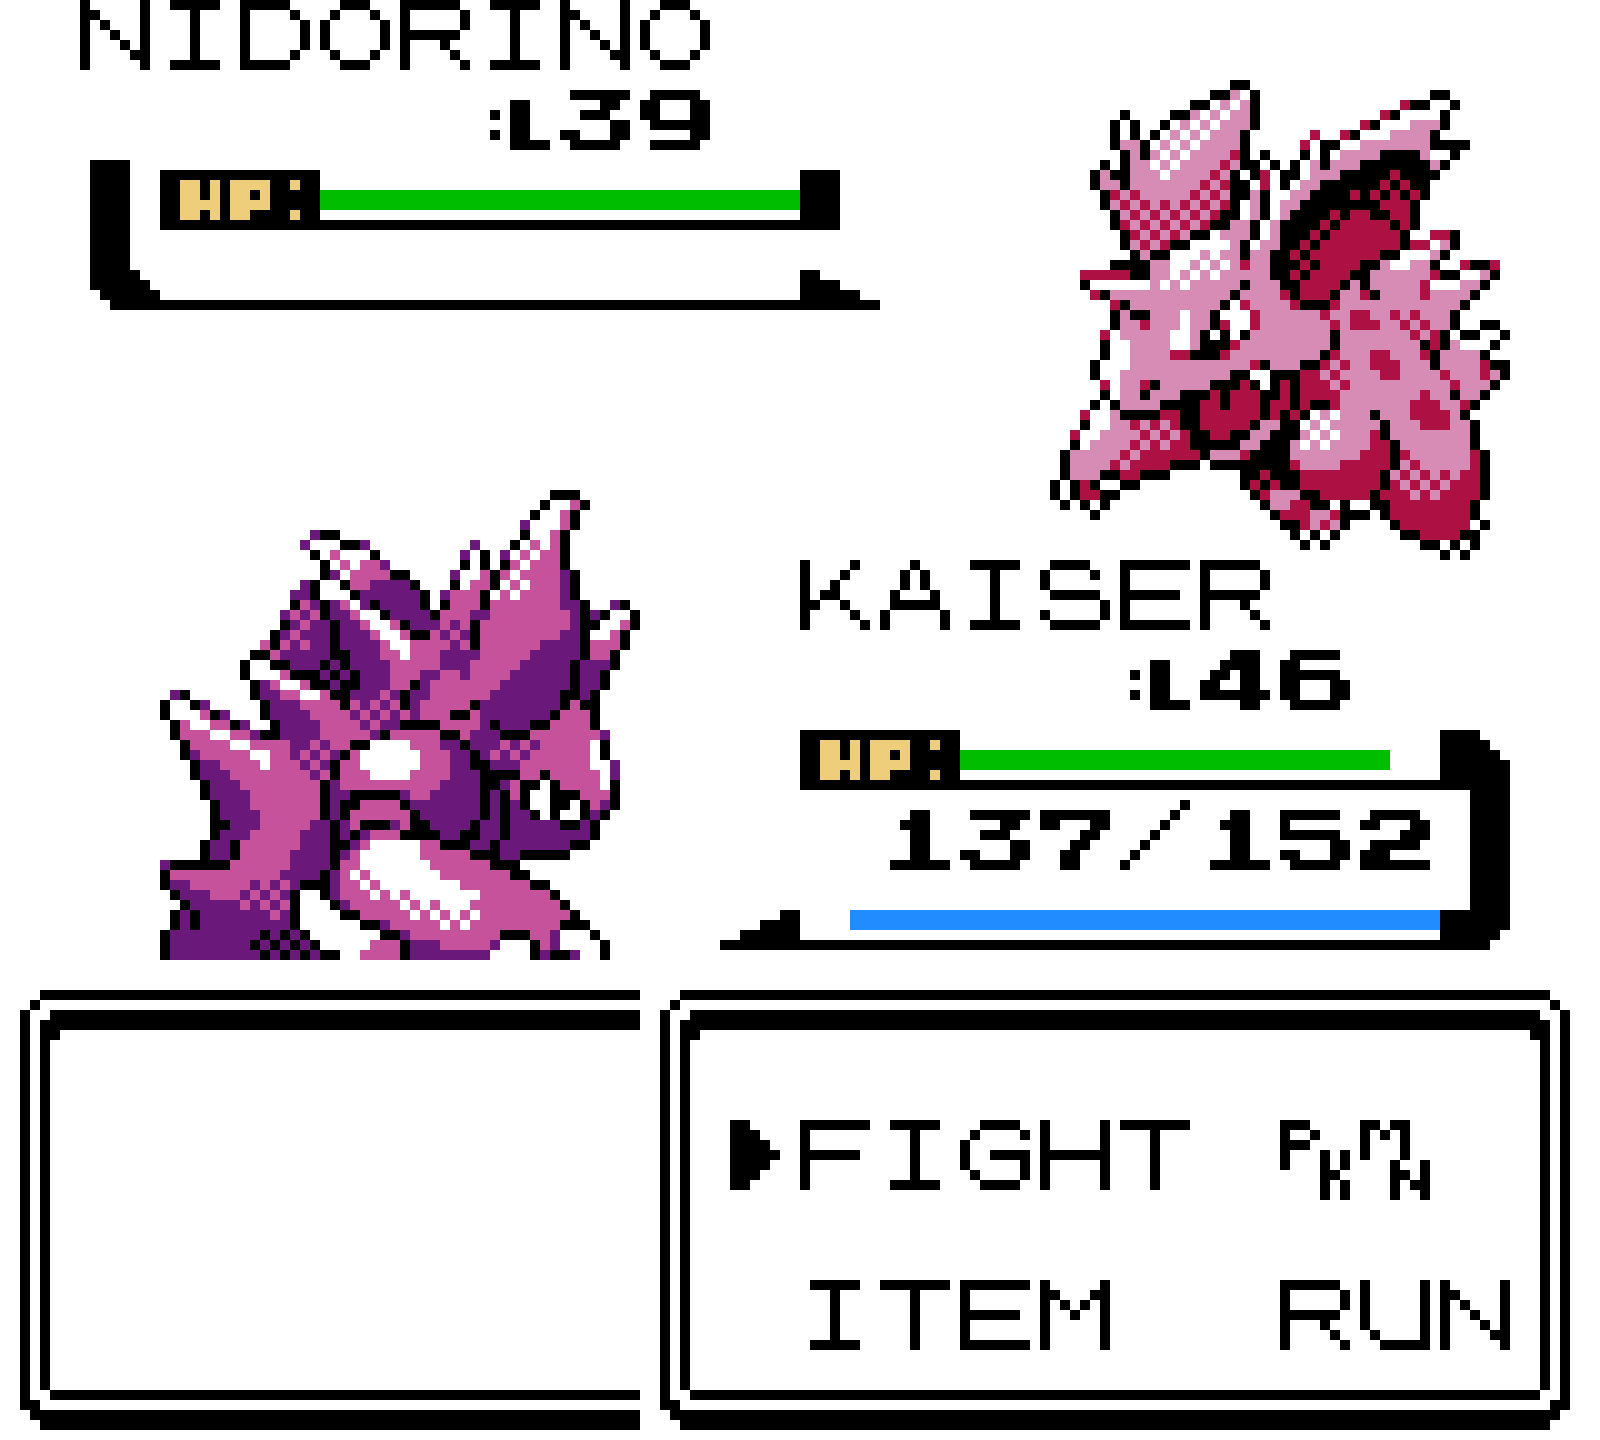 NIDORINO
:L39
HP:
KAISER
:L46
HP:
137/152
▶FIGHT PKMN
ITEM RUN